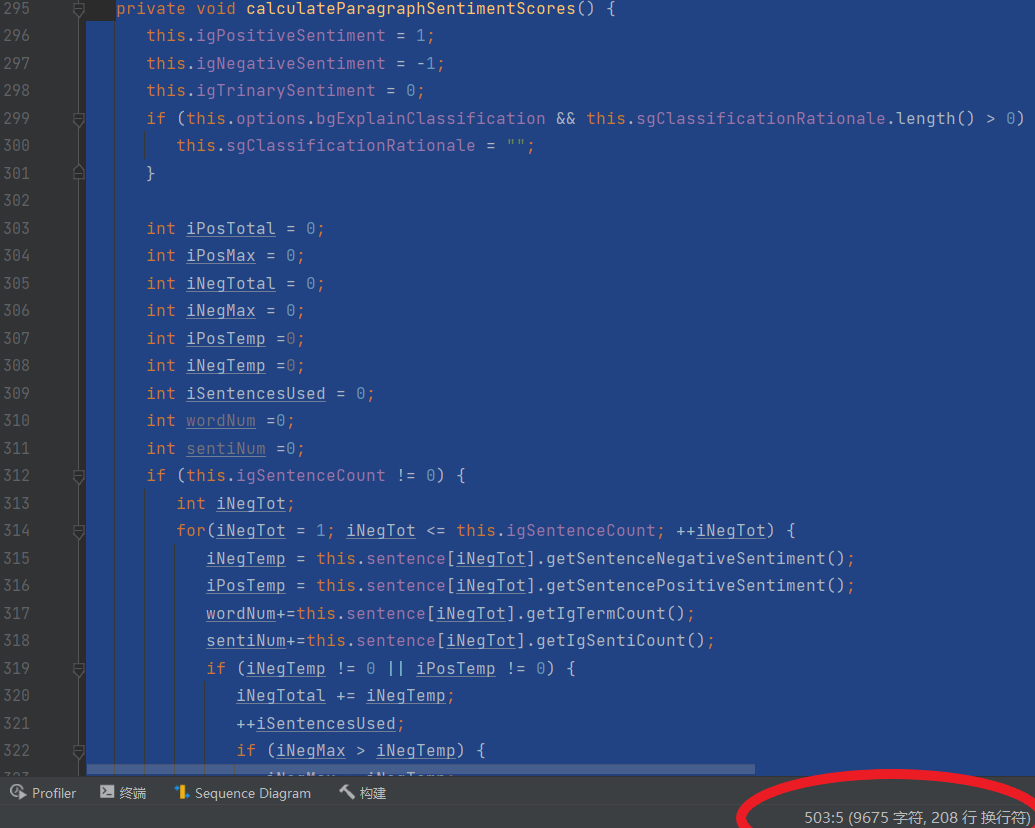 295 private void calculateParagraphSentimentScores() {
296 this.igPositiveSentiment = 1;
297 this.igNegativeSentiment = -1;
298 this.igTrinarySentiment = 0;
299 if (this.options.bgExplainClassification && this.sgClassificationRationale.length() > 0)
300 this.sgClassificationRationale = "";
301 }
302
303 int iPosTotal = 0;
304 int iPosMax = 0;
305 int iNegTotal = 0;
306 int iNegMax = 0;
307 int iPosTemp =0;
308 int iNegTemp =0;
309 int iSentencesUsed = 0;
310 int wordNum =0;
311 int sentiNum =0;
312 if (this.igSentenceCount != 0) {
313 int iNegTot;
314 for(iNegTot = 1; iNegTot <= this.igSentenceCount; ++iNegTot) {
315 iNegTemp = this.sentence[iNegTot].getSentenceNegativeSentiment();
316 iPosTemp = this.sentence[iNegTot].getSentencePositiveSentiment();
317 wordNum+=this.sentence[iNegTot].getIgTermCount();
318 sentiNum+=this.sentence[iNegTot].getIgSentiCount();
319 if (iNegTemp != 0 || iPosTemp != 0) {
320 iNegTotal += iNegTemp;
321 ++iSentencesUsed;
322 if (iNegMax > iNegTemp) {
Profiler 终端 Sequence Diagram 构建
503:5 (9675 字符, 208 行 换行符)